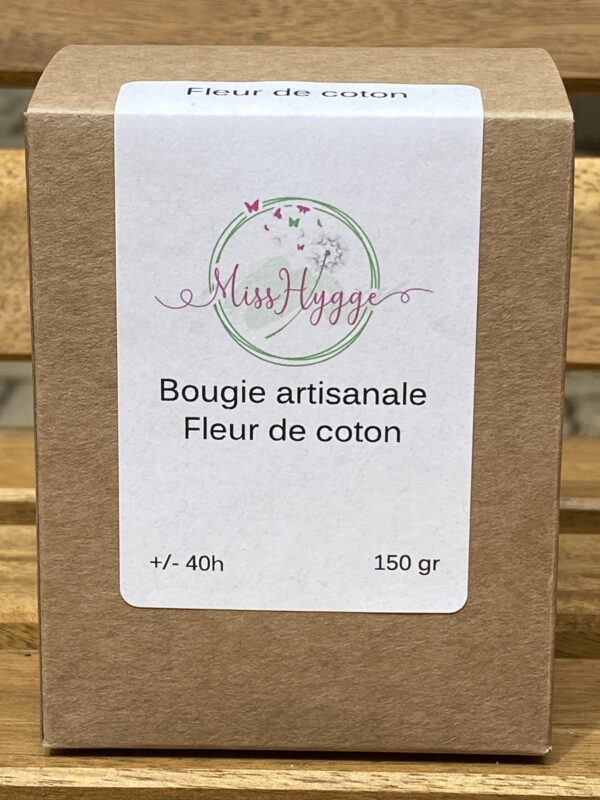 Fleur de coton
MissHygge
Bougie artisanale
Fleur de coton
+/- 40h 150 gr